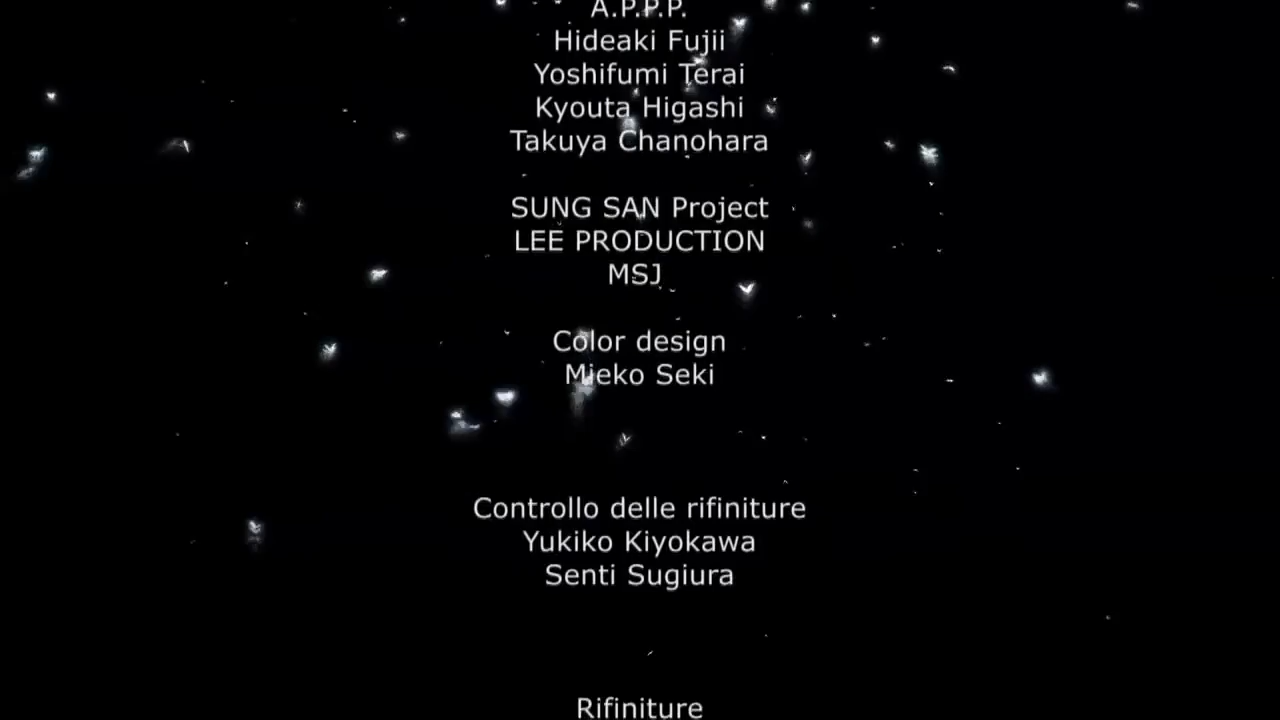 A.P.P.P.
Hideaki Fujii
Yoshifumi Terai
Kyouta Higashi
Takuya Chanohara
SUNG SAN Project
LEE PRODUCTION
MSJ
Color design
Mieko Seki
Controllo delle rifiniture
Yukiko Kiyokawa
Senti Sugiura
Rifiniture